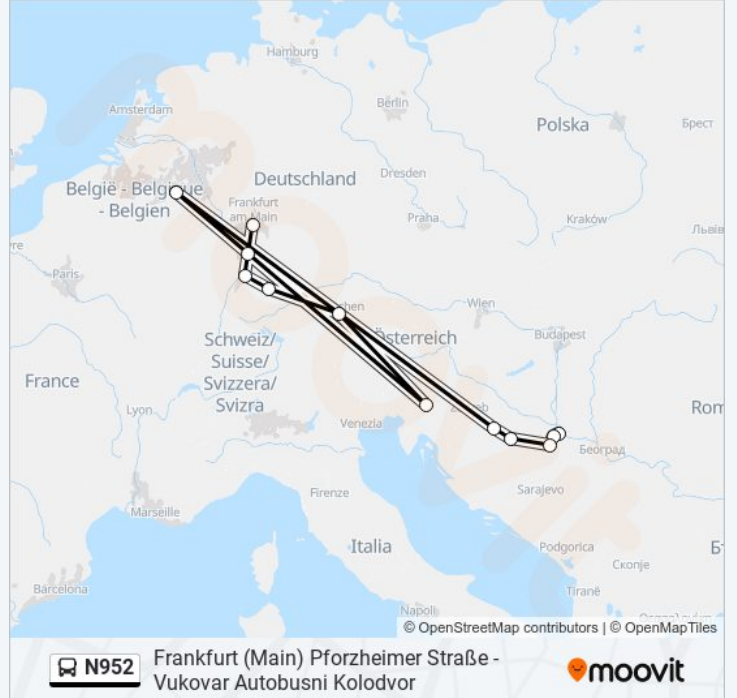 Hamburg
Amsterdam
Berlin
Polska
Брест
België - Belgique
- Belgien
Deutschland
Dresden
Frankfurt
am Main
Praha
Kraków
Paris
Wien
Schweiz/
Suisse/
Svizzera/
Svizra
Österreich
Budapest
France
Lyon
Rom
Venezia
Београд
Firenze
Sarajevo
Marseille
Italia
Podgorica
Скопје
Tiranë
Barcelona
Napoli
© OpenStreetMap contributors | © OpenMapTiles
N952
Frankfurt (Main) Pforzheimer Straße -
Vukovar Autobusni Kolodvor
moovit